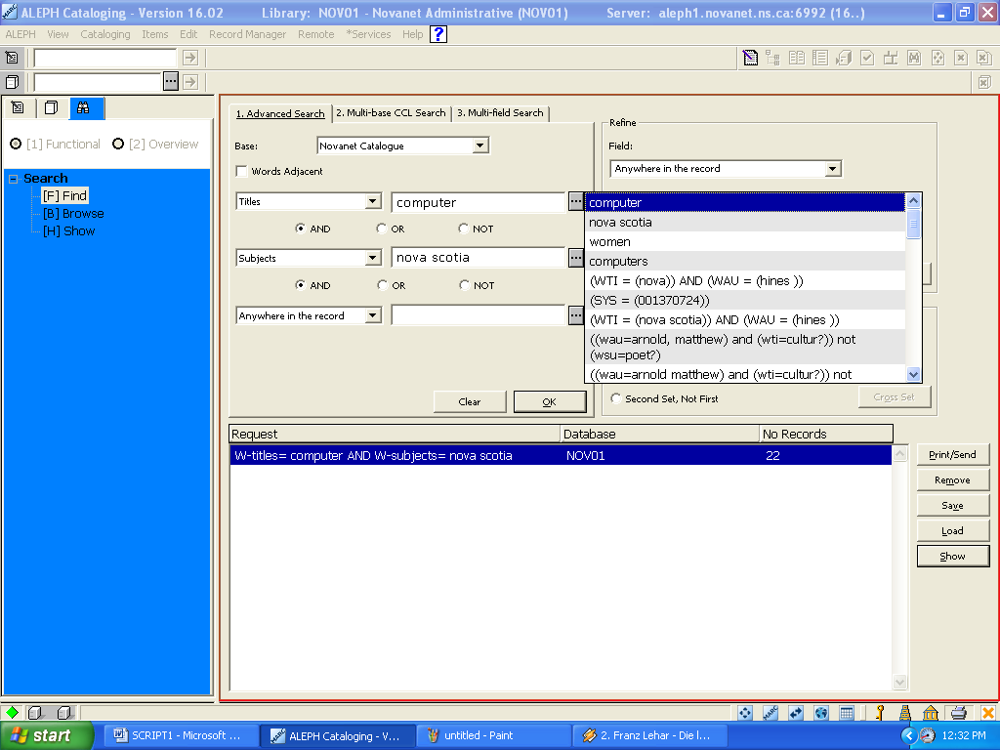 ALEPH Cataloging - Version 16.02 Library: NOV01 - Novanet Administrative (NOV01) Server: aleph1.novanet.ns.ca:6992 (16..)
ALEPH View Cataloging Items Edit Record Manager Remote *Services Help ?
1. Advanced Search 2. Multi-base CCL Search 3. Multi-field Search
Refine
[1] Functional [2] Overview
Base: Novanet Catalogue
Field:
Words Adjacent
Anywhere in the record
Search
[F] Find
[B] Browse
[H] Show
Titles computer
AND OR NOT
Subjects nova scotia
AND OR NOT
Anywhere in the record
computer
nova scotia
women
computers
(WTI = (nova)) AND (WAU = (hines ))
(SYS = (001370724))
(WTI = (nova scotia)) AND (WAU = (hines ))
((wau=arnold, matthew) and (wti=cultur?)) not
(wsu=poet?)
((wau=arnold matthew) and (wti=cultur?)) not
Clear OK
Second Set, Not First Cross Set
Request Database No Records
W-titles= computer AND W-subjects= nova scotia NOV01 22
Print/Send
Remove
Save
Load
Show
start SCRIPT1 - Microsoft ... ALEPH Cataloging - V... untitled - Paint 2. Franz Lehar - Die l... 12:32 PM